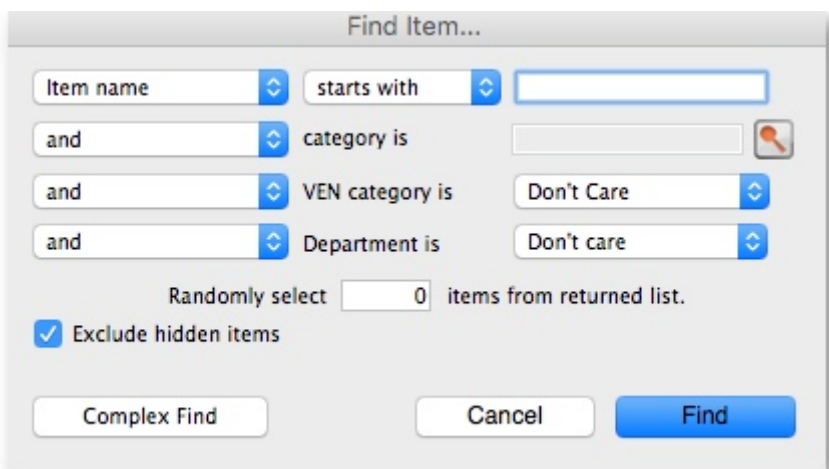 Find Item...
Item name starts with
and category is
and VEN category is Don't Care
and Department is Don't care
Randomly select 0 items from returned list.
Exclude hidden items
Complex Find Cancel Find